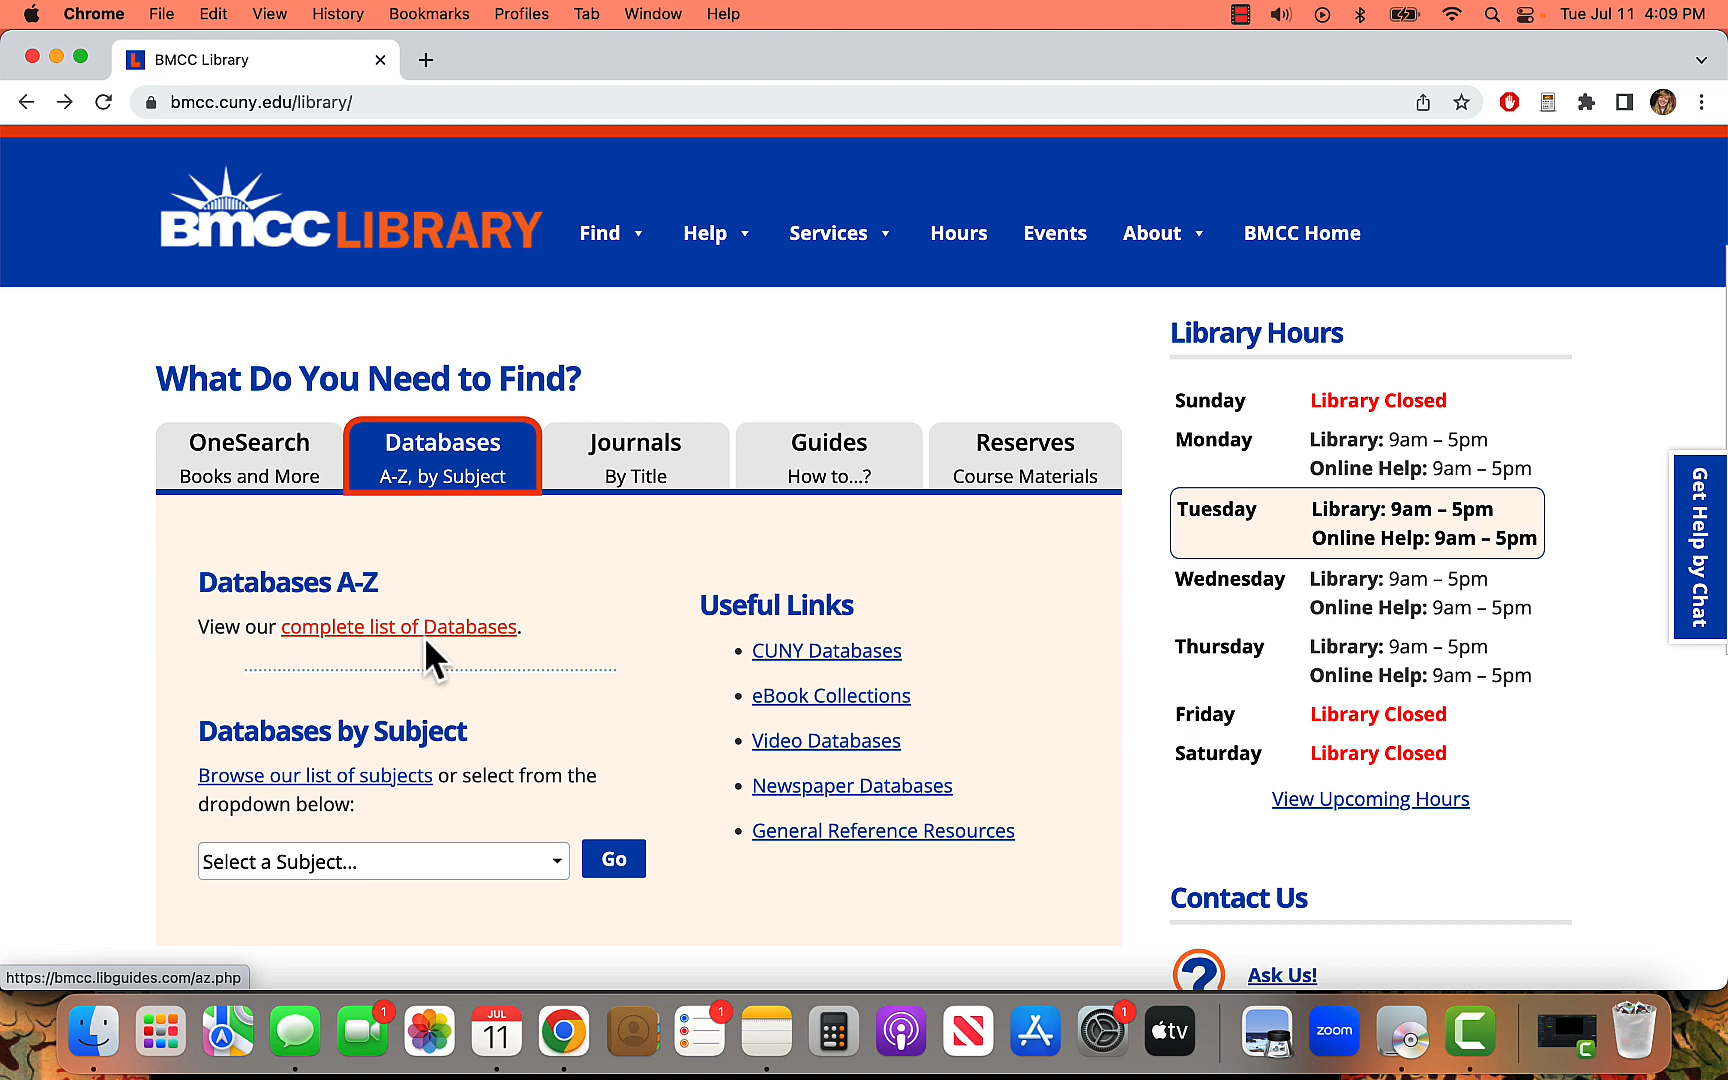 Chrome File Edit View History Bookmarks Profiles Tab Window Help Tue Jul 11 4:09 PM
BMCC Library
bmcc.cuny.edu/library/
BMCC LIBRARY
Find Help Services Hours Events About BMCC Home
What Do You Need to Find?
OneSearch
Books and More
Databases
A-Z, by Subject
Journals
By Title
Guides
How to...?
Reserves
Course Materials
Databases A-Z
View our complete list of Databases.
Databases by Subject
Browse our list of subjects or select from the
dropdown below:
Select a Subject...
Go
Useful Links
CUNY Databases
eBook Collections
Video Databases
Newspaper Databases
General Reference Resources
Library Hours
Sunday Library Closed
Monday Library: 9am – 5pm
Online Help: 9am – 5pm
Tuesday Library: 9am – 5pm
Online Help: 9am – 5pm
Wednesday Library: 9am – 5pm
Online Help: 9am – 5pm
Thursday Library: 9am – 5pm
Online Help: 9am – 5pm
Friday Library Closed
Saturday Library Closed
View Upcoming Hours
Contact Us
? Ask Us!
Get Help by Chat
https://bmcc.libguides.com/az.php
1
JUL
11
1
1
tv
zoom
C
C